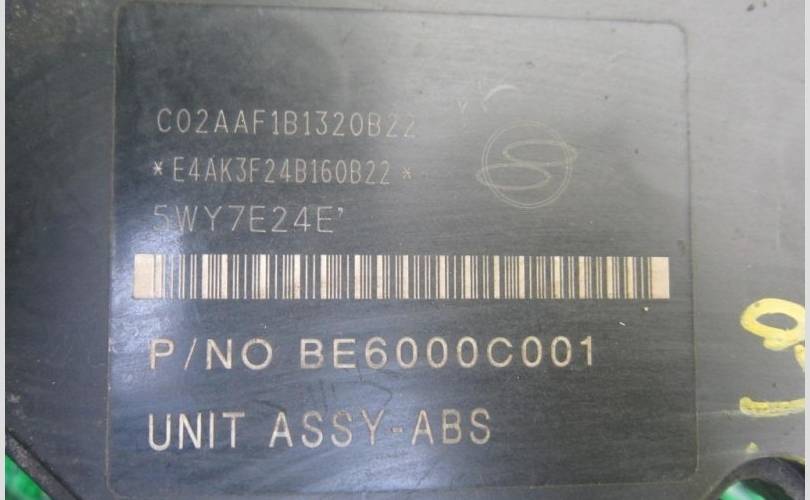 C02AAF1B1320B22
*E4AK3F24B160B22*
5WY7E24E'
P/NO BE6000C001
UNIT ASSY-ABS